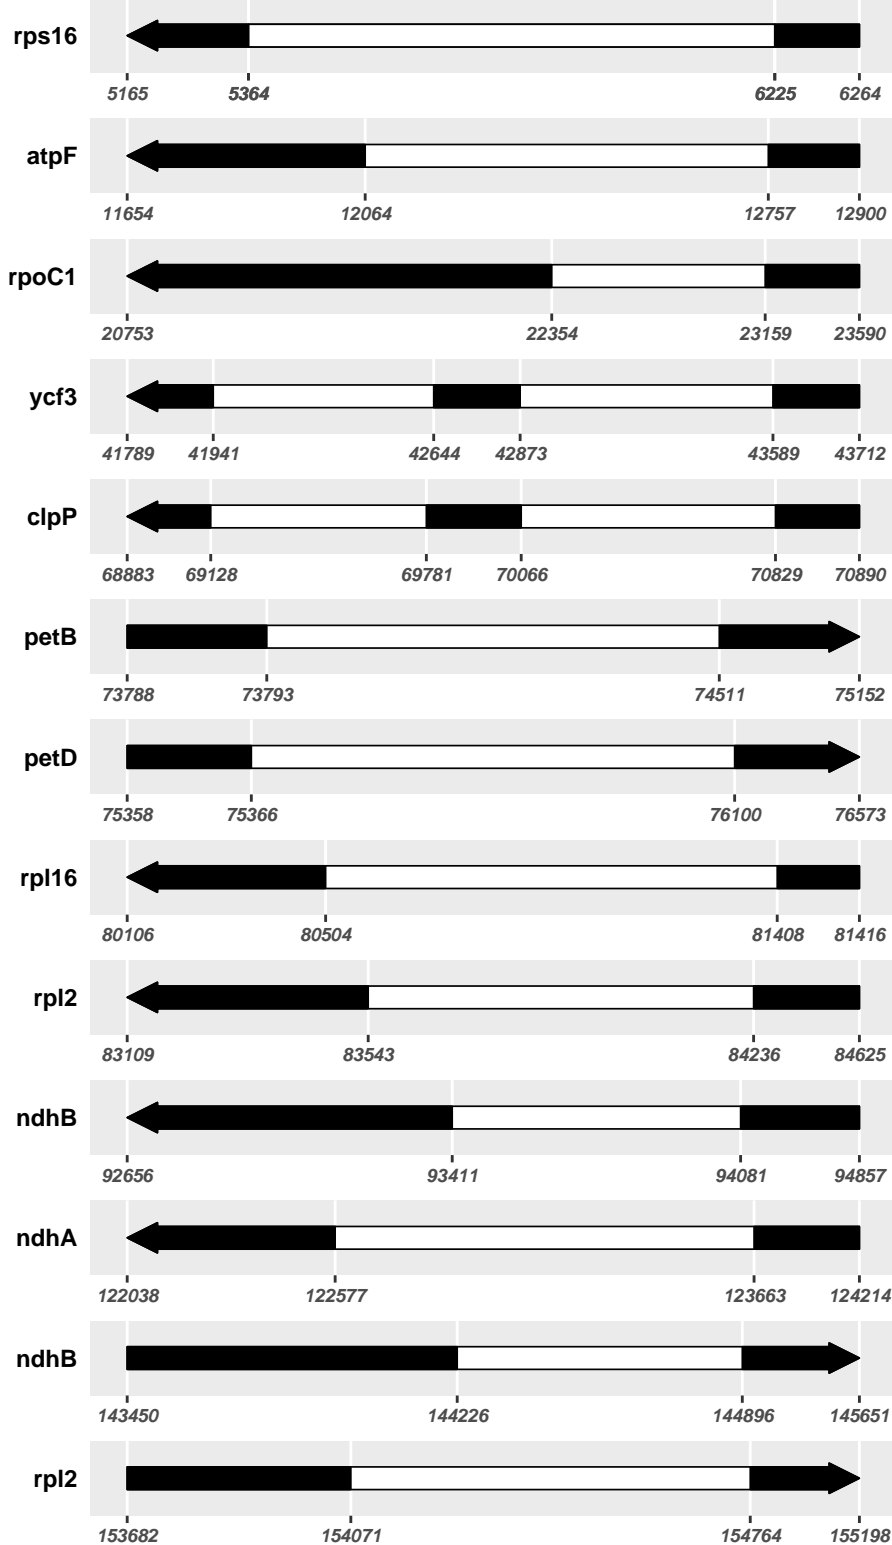 rps16
5165 5364 6225 6264
atpF
11654 12064 12757 12900
rpoC1
20753 22354 23159 23590
ycf3
41789 41941 42644 42873 43589 43712
clpP
68883 69128 69781 70066 70829 70890
petB
73788 73793 74511 75152
petD
75358 75366 76100 76573
rpl16
80106 80504 81408 81416
rpl2
83109 83543 84236 84625
ndhB
92656 93411 94081 94857
ndhA
122038 122577 123663 124214
ndhB
143450 144226 144896 145651
rpl2
153682 154071 154764 155198